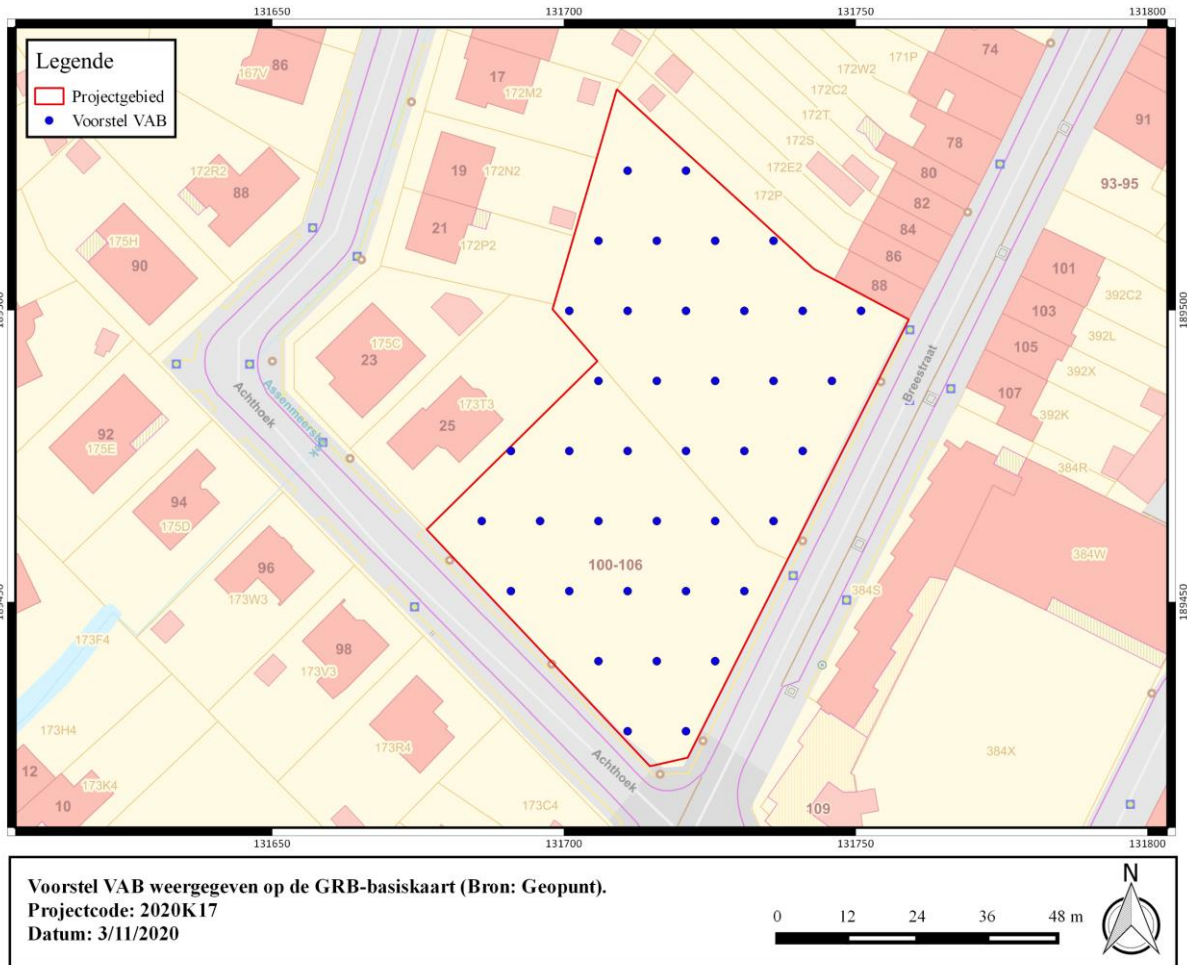 131650 131700 131750 131800
Legende
Projectgebied
Voorstel VAB
86
167V
17
172M2
172W2
171P
74
172C2
172T
172S
172E2
172P
78
91
80
93-95
82
84
86
88
19
172N2
21
172P2
172R2
88
175H
90
101
392C2
103
392L
105
392X
107
392K
384R
189500
189500
23
175C
173T3
25
Achthoek
Breestraat
92
175E
94
175D
96
173W3
98
173V3
173F4
173H4
173R4
12
173K4
10
100-106
384W
384S
189450
189450
Achthoek
173C4
384X
109
131650 131700 131750 131800
Voorstel VAB weergegeven op de GRB-basiskaart (Bron: Geopunt).
Projectcode: 2020K17
Datum: 3/11/2020
0 12 24 36 48 m
N